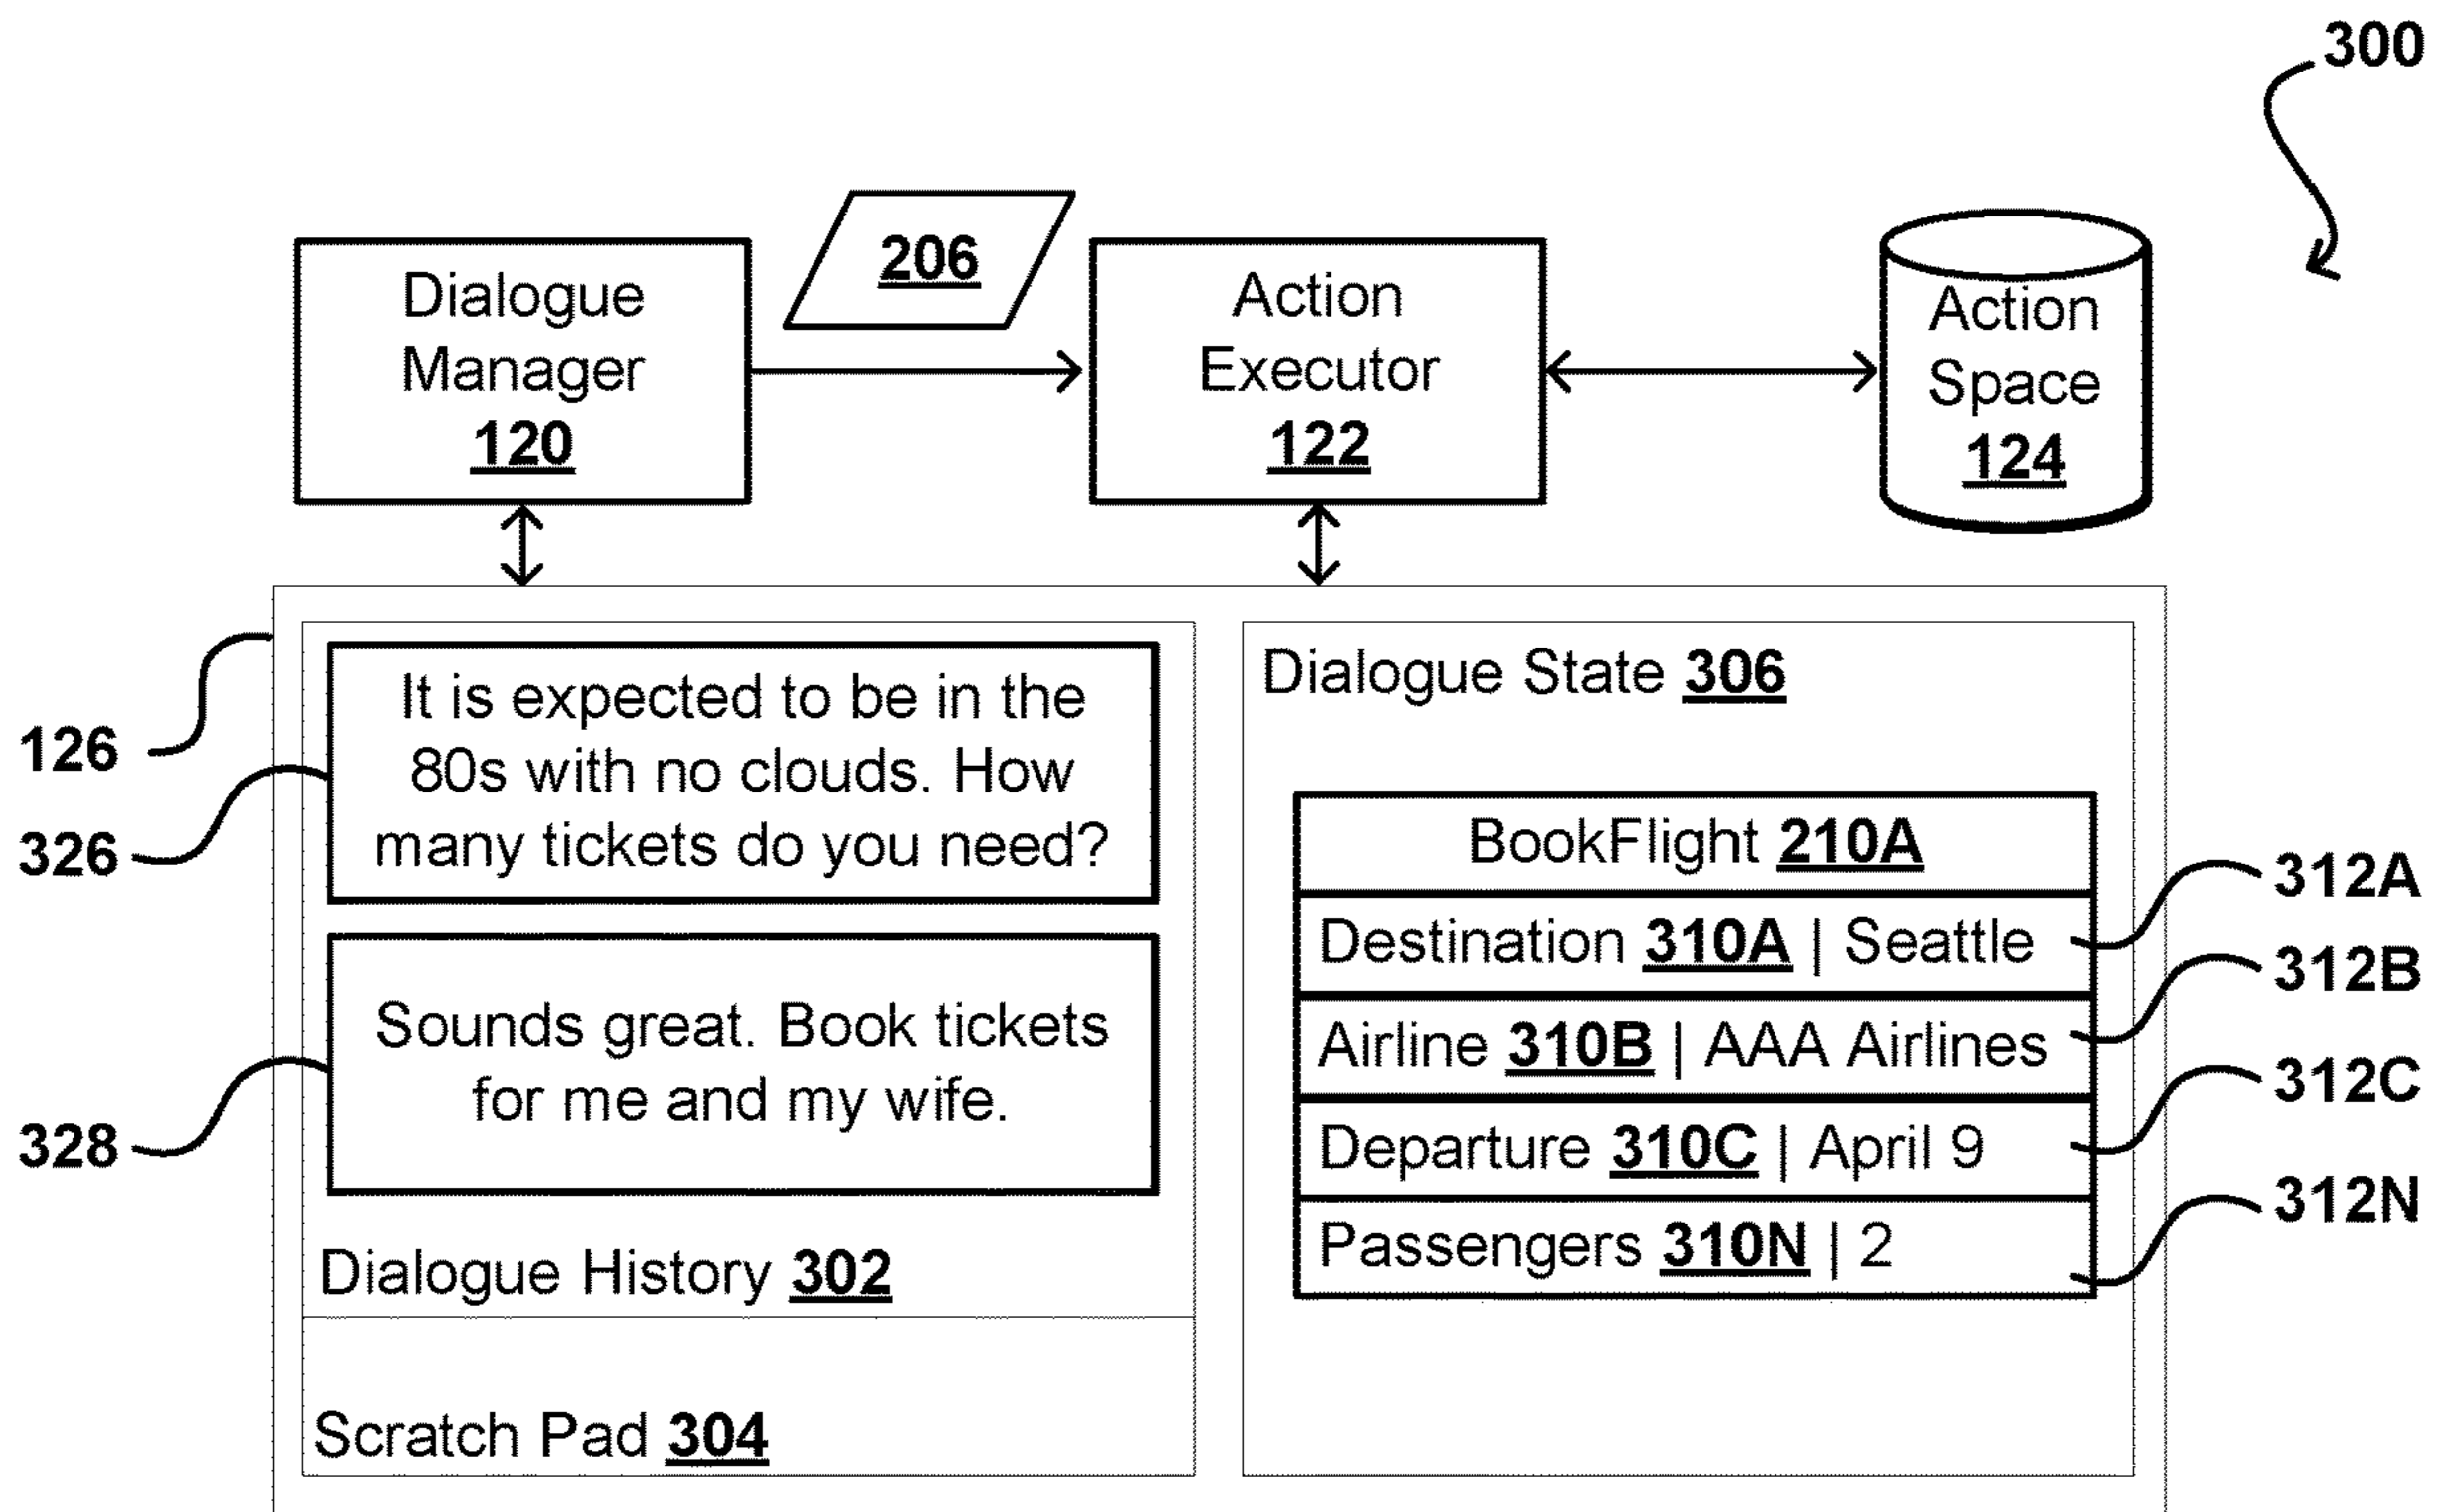 300
206
Dialogue
Manager
120
Action
Executor
122
Action
Space
124
126
326
328
It is expected to be in the
80s with no clouds. How
many tickets do you need?
Sounds great. Book tickets
for me and my wife.
Dialogue History 302
Scratch Pad 304
Dialogue State 306
BookFlight 210A
Destination 310A | Seattle
Airline 310B | AAA Airlines
Departure 310C | April 9
Passengers 310N | 2
312A
312B
312C
312N